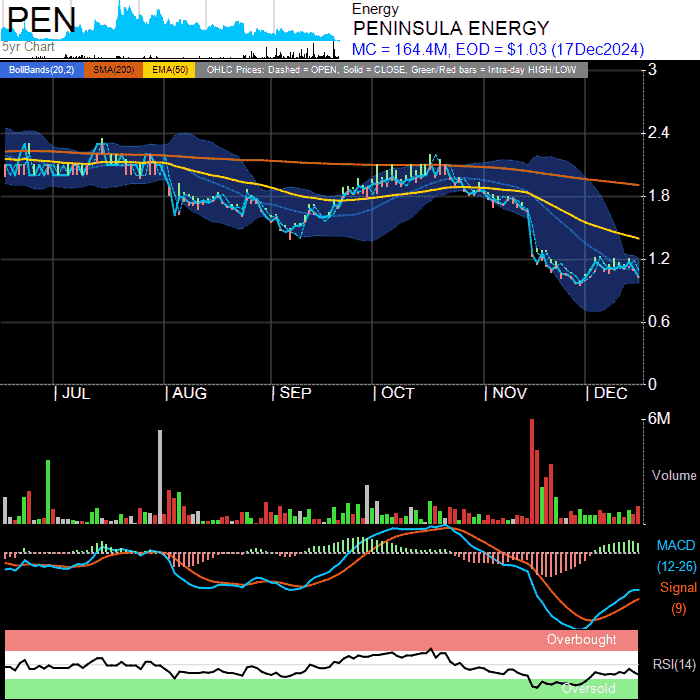 PEN
5yr Chart
Energy
PENINSULA ENERGY
MC = 164.4M, EOD = $1.03 (17Dec2024)
BollBands(20,2) SMA(200) EMA(50) OHLC Prices: Dashed = OPEN, Solid = CLOSE, Green/Red bars = Intra-day HIGH/LOW
3
2.4
1.8
1.2
0.6
0
JUL AUG SEP OCT NOV DEC
6M
Volume
MACD
(12-26)
Signal
(9)
Overbought
RSI(14)
Oversold